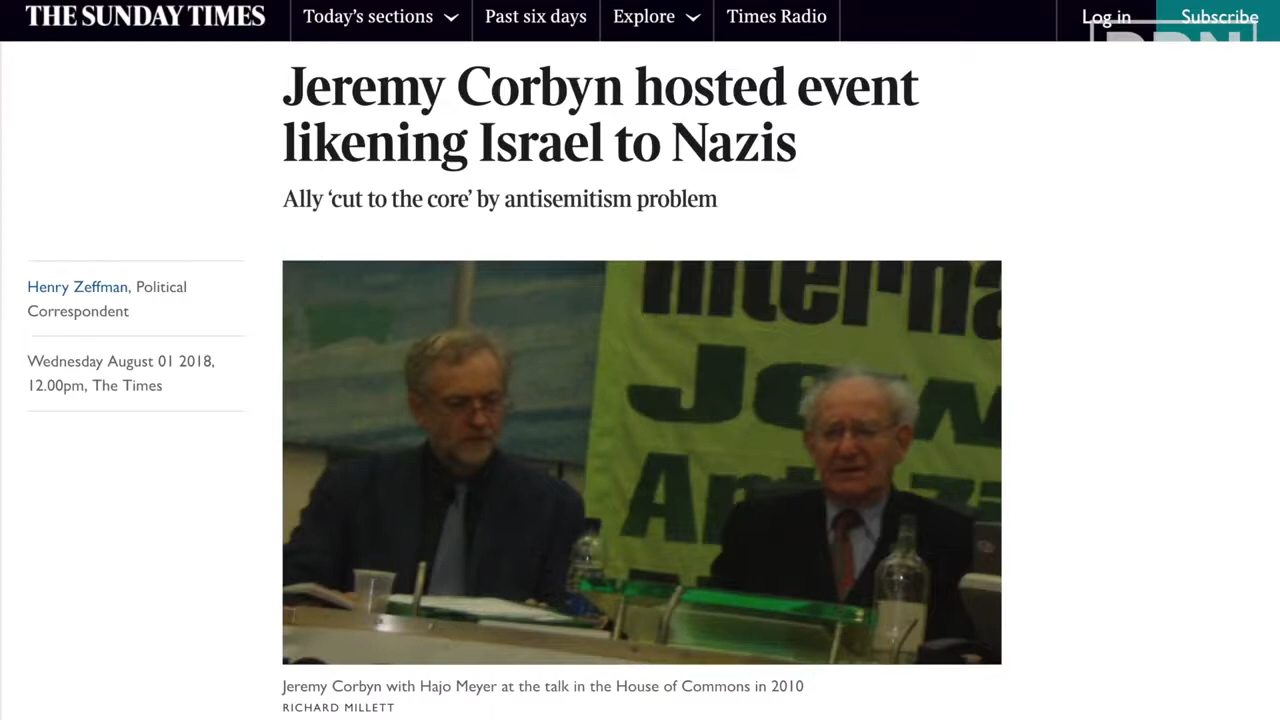 THE SUNDAY TIMES
Today's sections
Past six days
Explore
Times Radio
Log in
Subscribe
Jeremy Corbyn hosted event
likening Israel to Nazis
Ally ‘cut to the core’ by antisemitism problem
Henry Zeffman, Political
Correspondent
Wednesday August 01 2018,
12.00pm, The Times
Interna
Jew
Jeremy Corbyn with Hajo Meyer at the talk in the House of Commons in 2010
RICHARD MILLETT